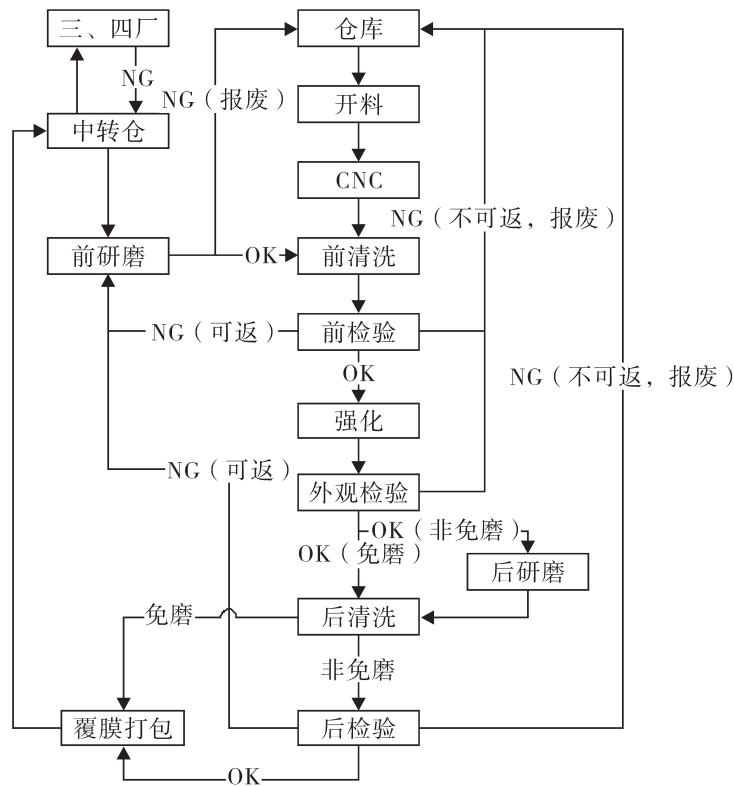 三、四厂
仓库
NG
NG（报废）
开料
中转仓
CNC
NG（不可返，报废）
前研磨
OK
前清洗
NG（可返）
前检验
OK
NG（不可返，报废）
强化
NG（可返）
外观检验
OK（非免磨）
OK（免磨）
后研磨
免磨
后清洗
非免磨
覆膜打包
后检验
OK